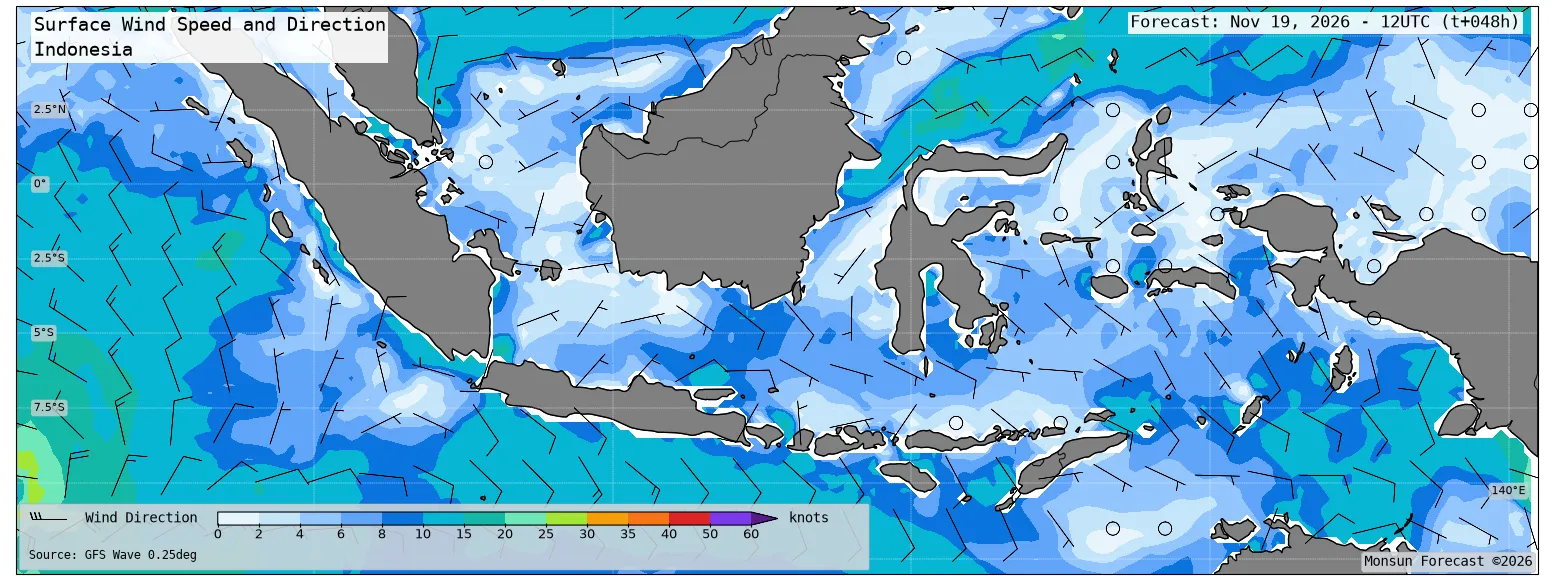 Surface Wind Speed and Direction
Indonesia
Forecast: Nov 19, 2026 - 12UTC (t+048h)
2.5°N
0°
2.5°S
5°S
7.5°S
140°E
Wind Direction
0 2 4 6 8 10 15 20 25 30 35 40 50 60
knots
Source: GFS Wave 0.25deg
Monsun Forecast ©2026